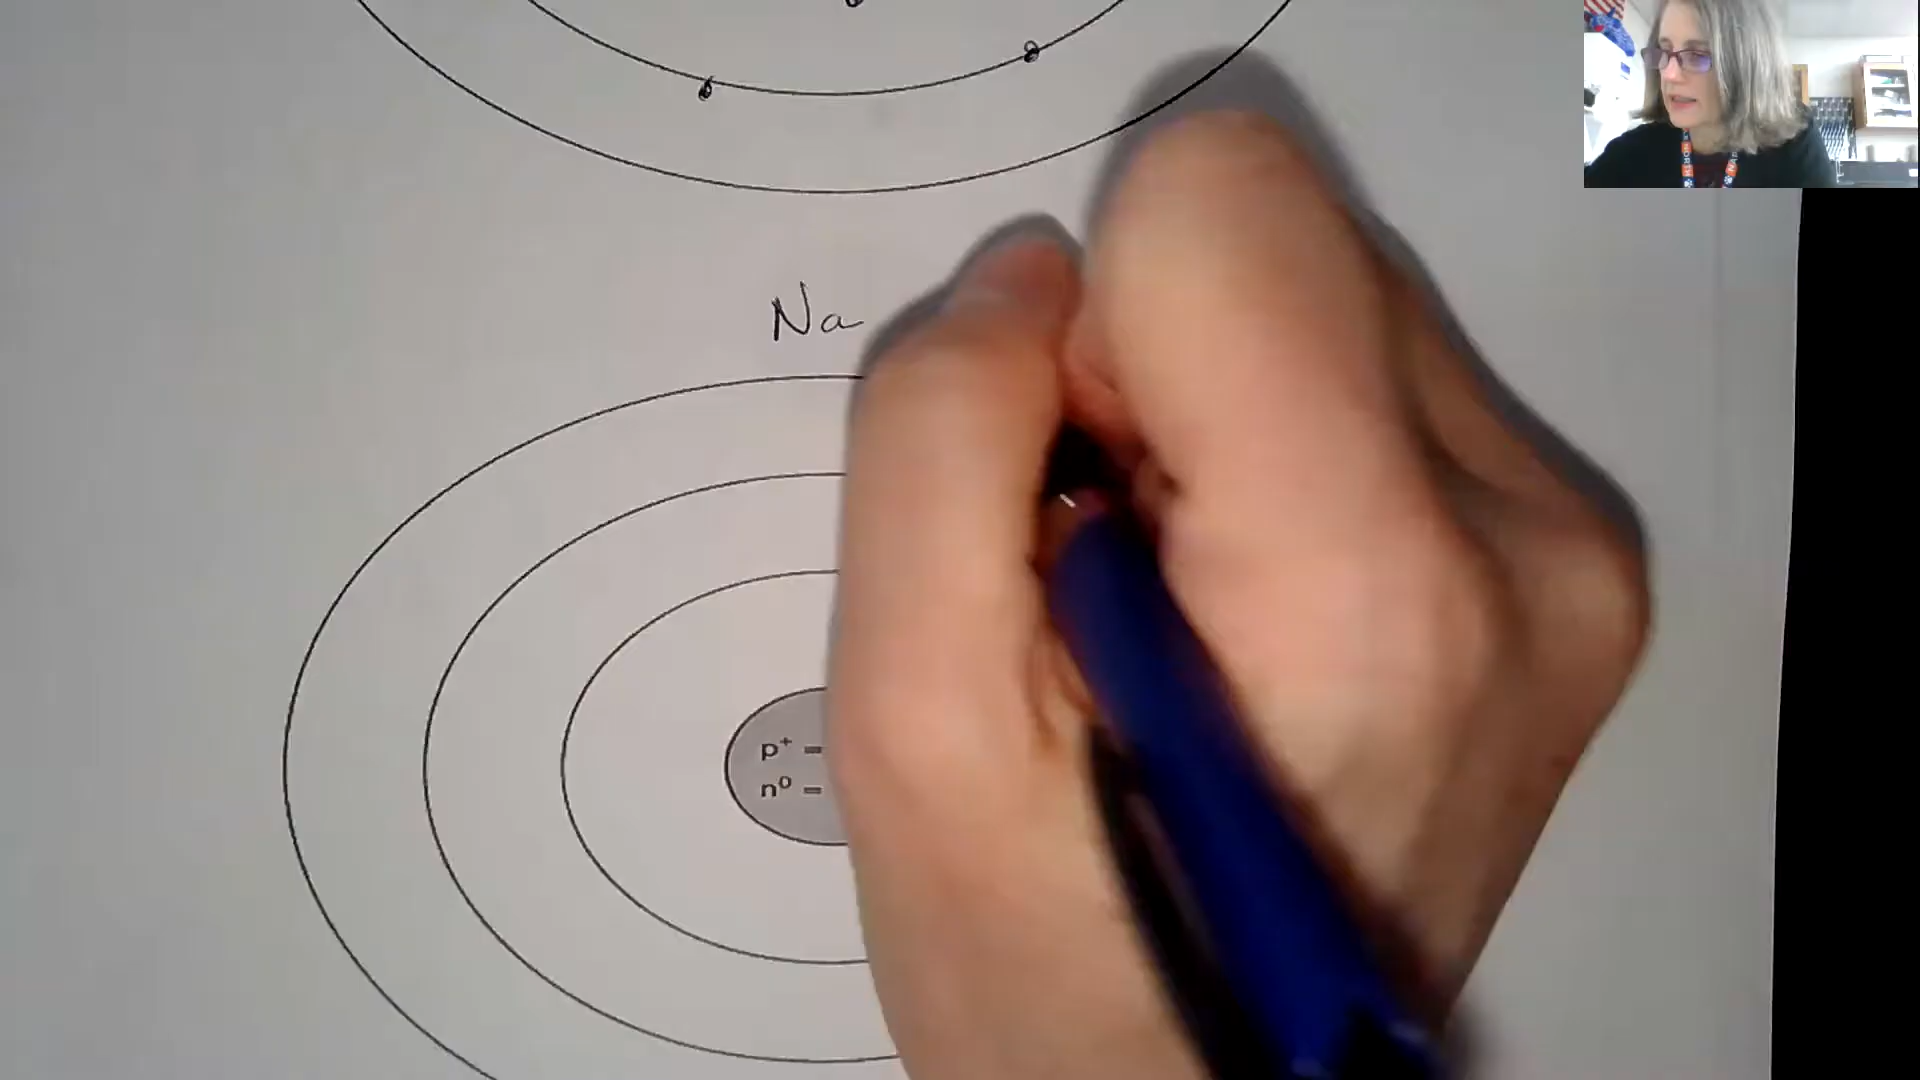 Na
p⁺ =
n⁰ =